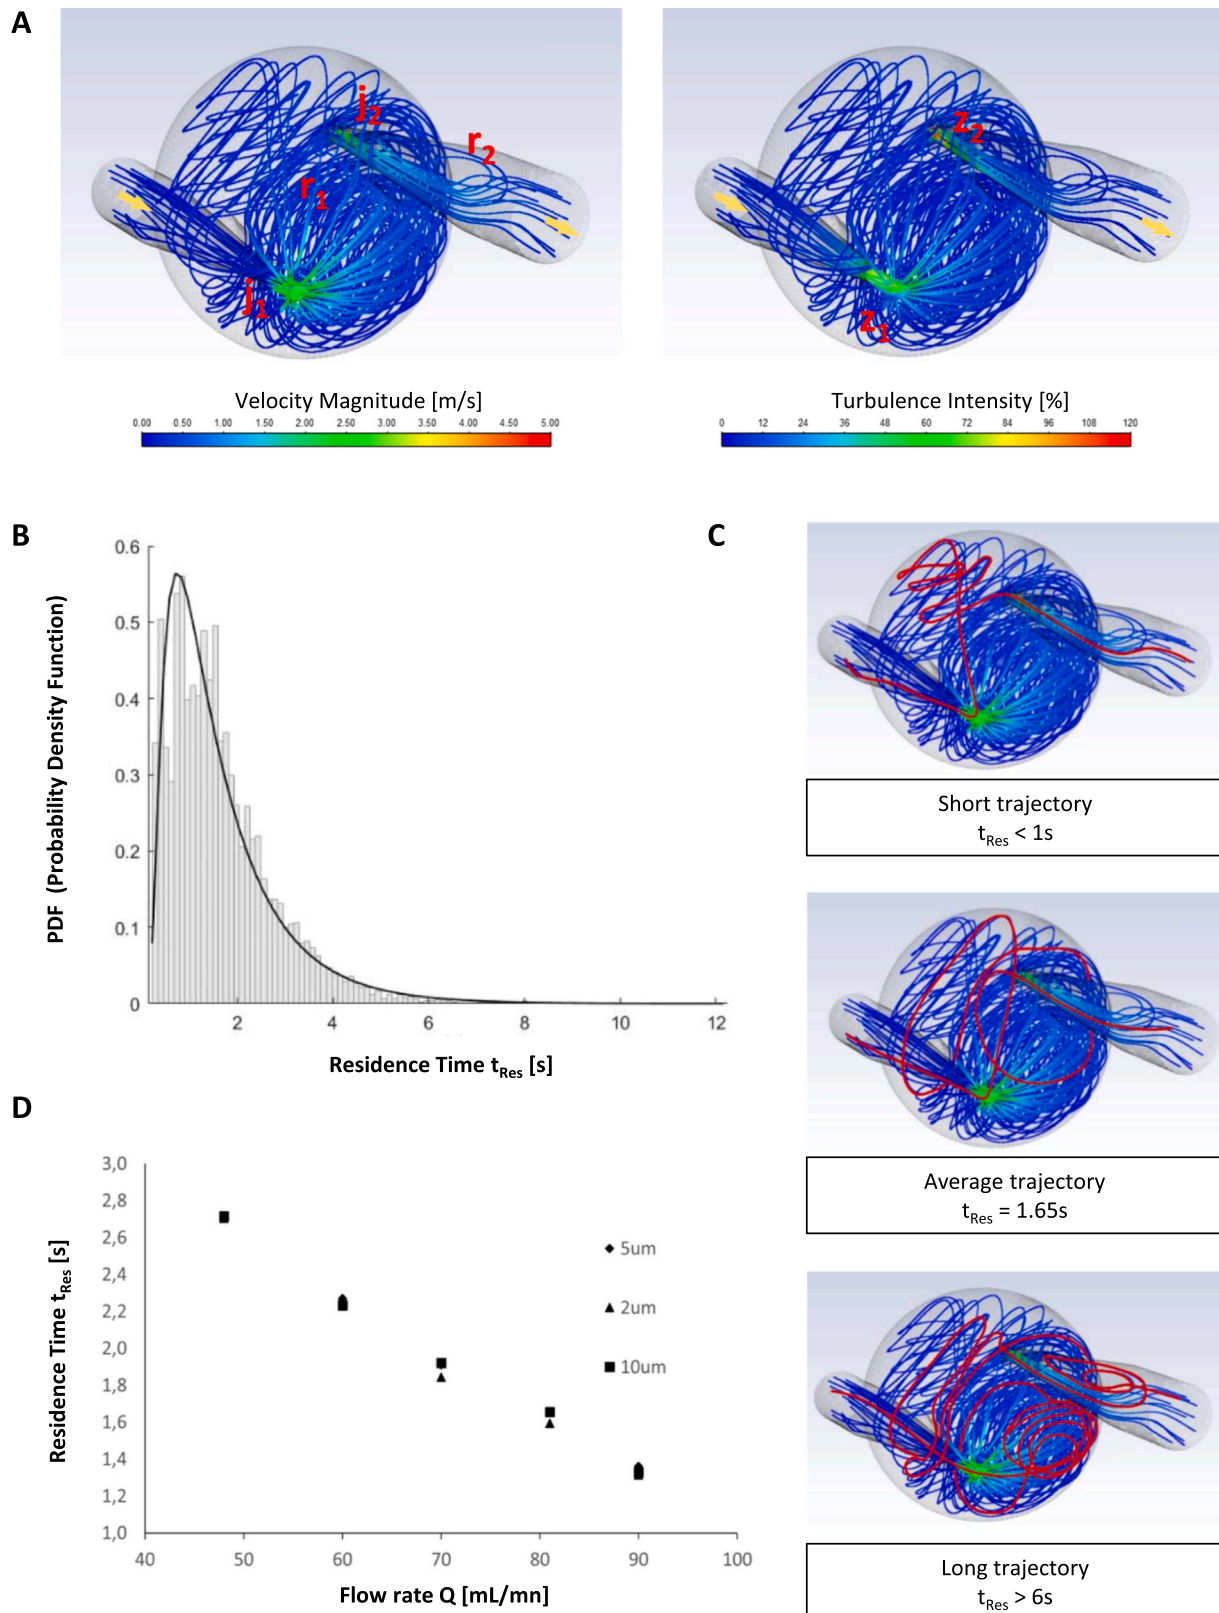 A
j2
r2
r1
j1
z2
z1
Velocity Magnitude [m/s]
0.00 0.50 1.00 1.50 2.00 2.50 3.00 3.50 4.00 4.50 5.00
Turbulence Intensity [%]
0 12 24 36 48 60 72 84 96 108 120
B
PDF (Probability Density Function)
0.6
0.5
0.4
0.3
0.2
0.1
0
2 4 6 8 10 12
Residence Time tRes [s]
C
Short trajectory
tRes < 1s
Average trajectory
tRes = 1.65s
Long trajectory
tRes > 6s
D
Residence Time tRes [s]
3,0
2,8
2,6
2,4
2,2
2,0
1,8
1,6
1,4
1,2
1,0
5um
2um
10um
40 50 60 70 80 90 100
Flow rate Q [mL/mn]